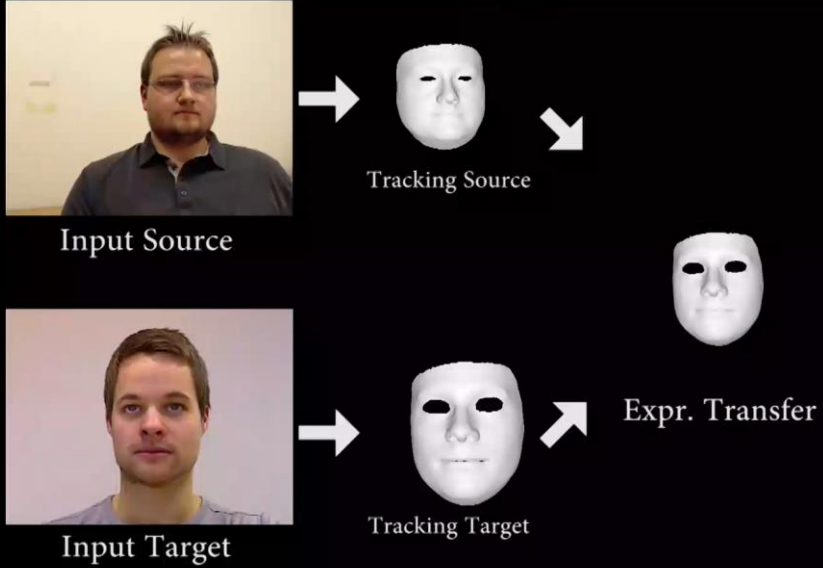 Tracking Source
Input Source
Expr. Transfer
Tracking Target
Input Target